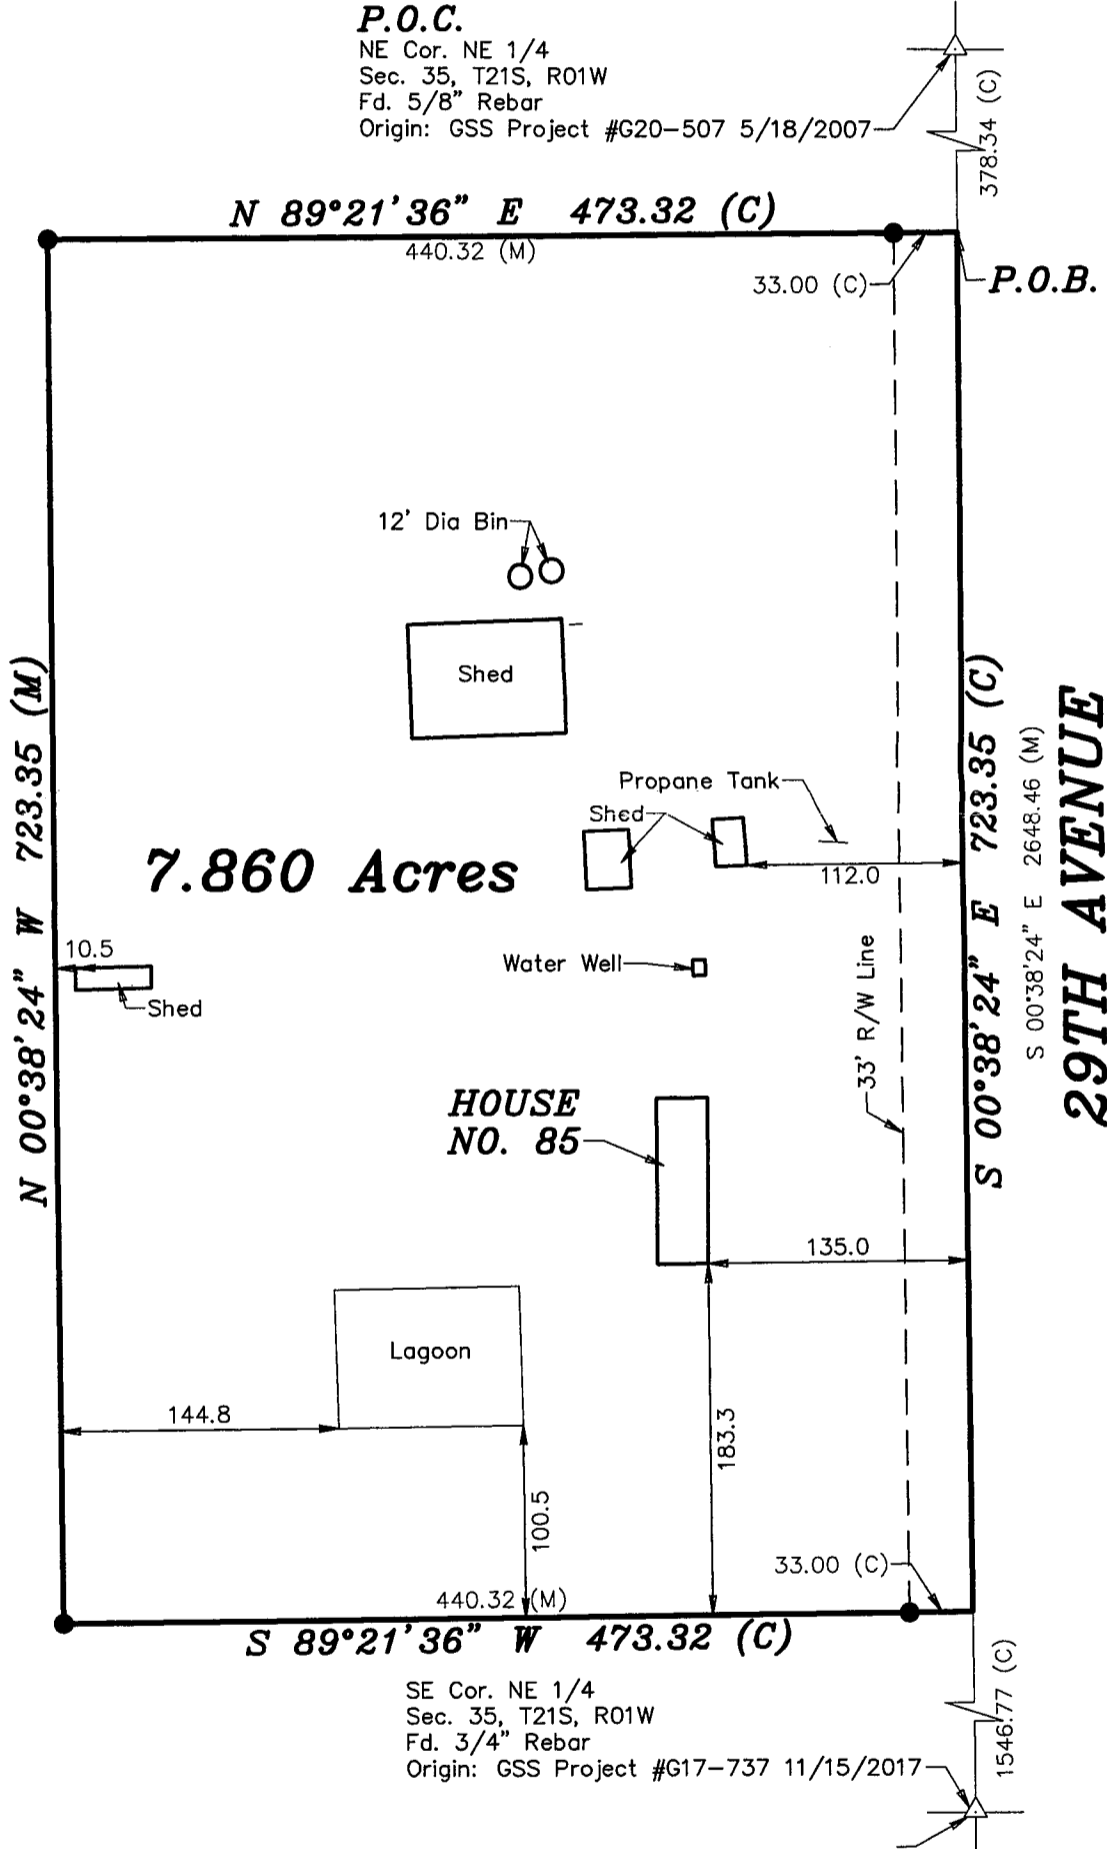 P.O.C.
NE Cor. NE 1/4
Sec. 35, T21S, R01W
Fd. 5/8" Rebar
Origin: GSS Project #G20-507 5/18/2007
378.34 (C)
N 89°21'36" E 473.32 (C)
440.32 (M)
33.00 (C)
P.O.B.
12' Dia Bin
Shed
N 00°38'24" W 723.35 (M)
S 00°38'24" E 723.35 (C)
S 00°38'24" E 2648.46 (M)
29TH AVENUE
Propane Tank
Shed
112.0
7.860 Acres
10.5
Shed
Water Well
33' R/W Line
HOUSE
NO. 85
135.0
Lagoon
144.8
183.3
100.5
33.00 (C)
440.32 (M)
S 89°21'36" W 473.32 (C)
SE Cor. NE 1/4
Sec. 35, T21S, R01W
Fd. 3/4" Rebar
Origin: GSS Project #G17-737 11/15/2017
1546.77 (C)